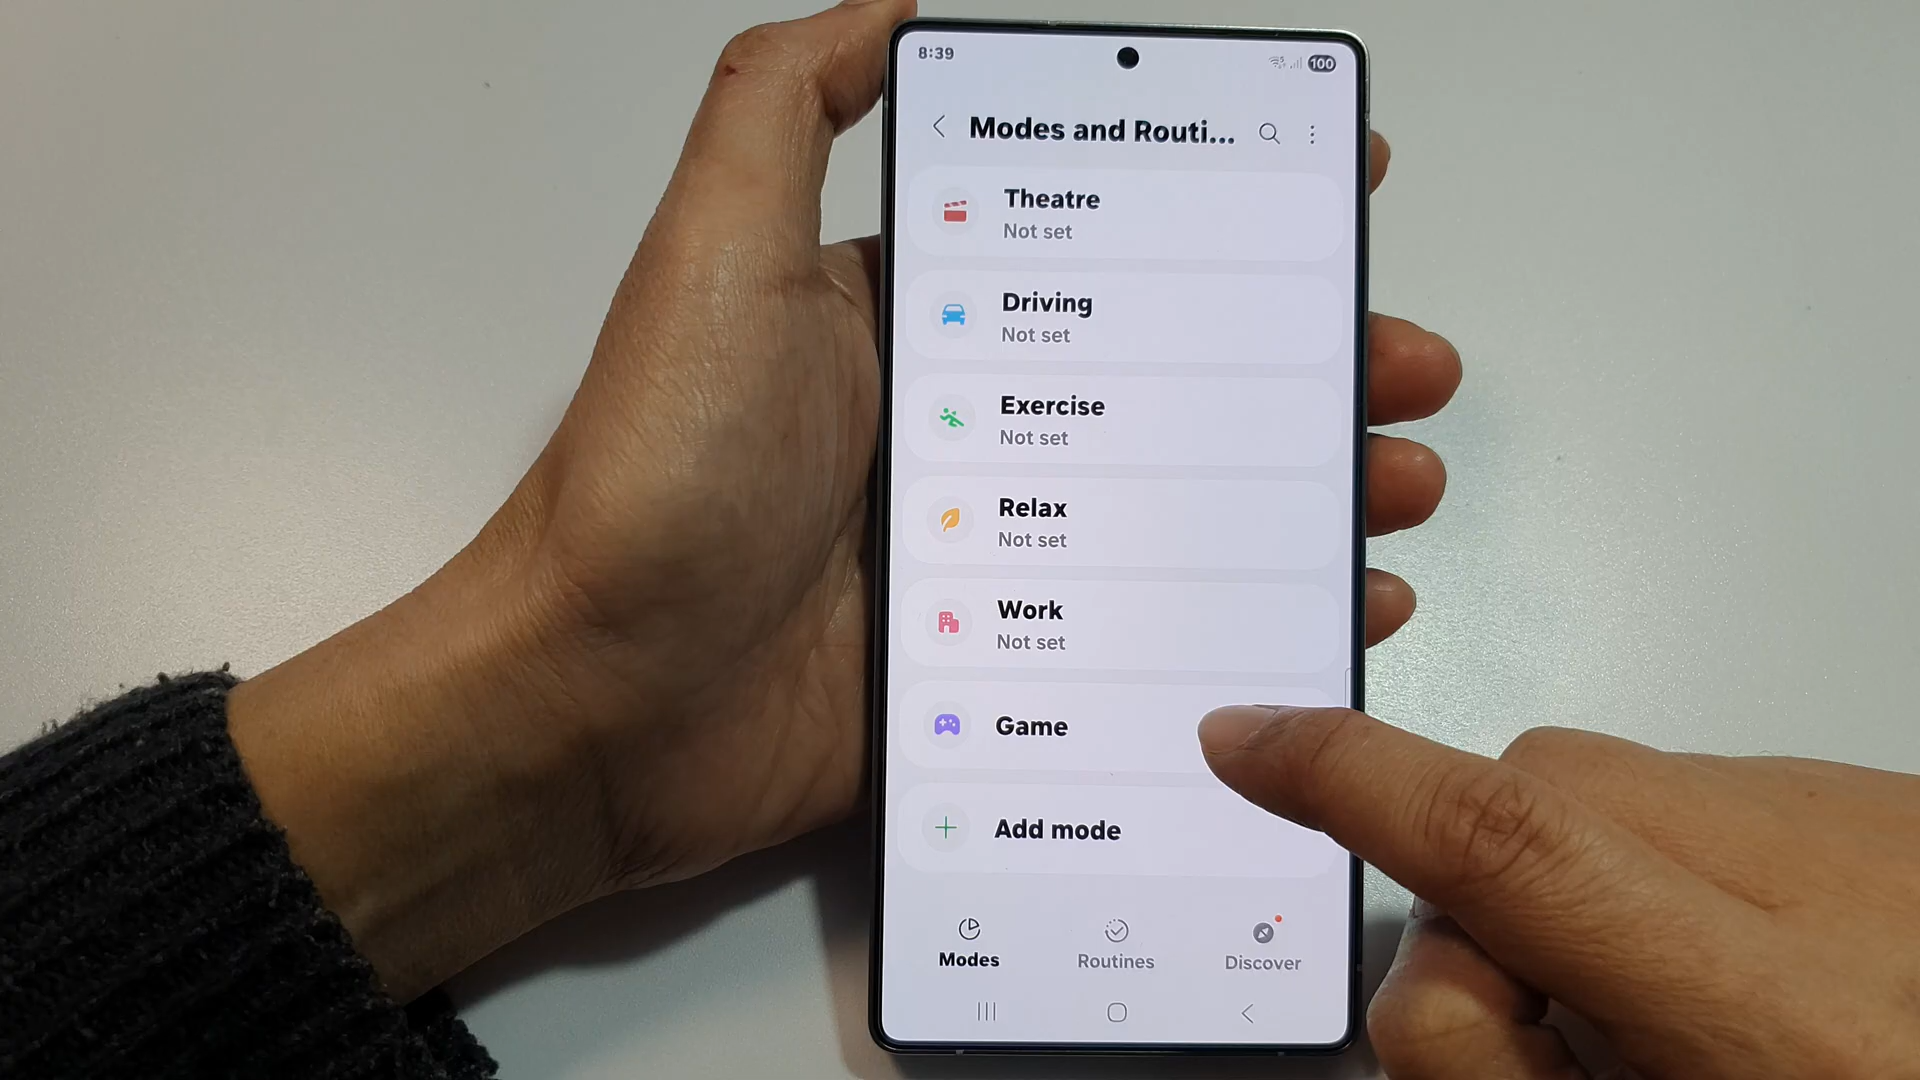 8:39
100
Modes and Routi...
Theatre
Not set
Driving
Not set
Exercise
Not set
Relax
Not set
Work
Not set
Game
Add mode
Modes
Routines
Discover